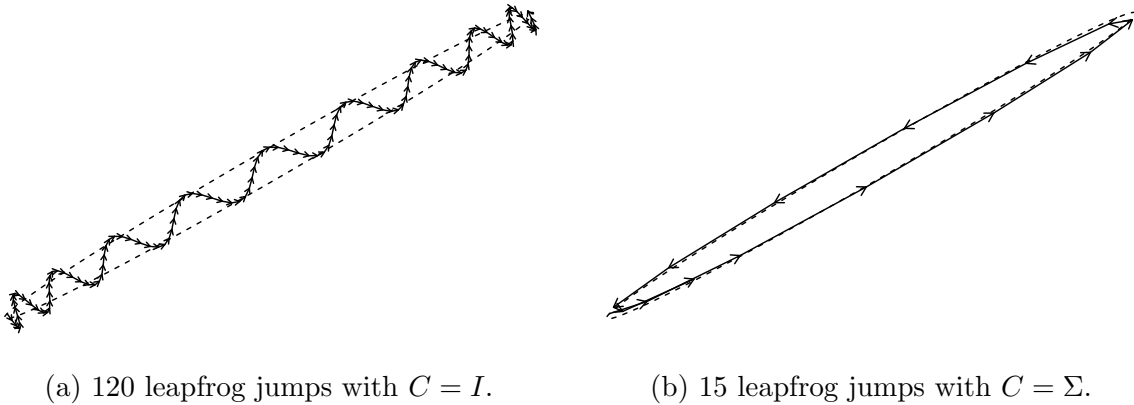 (a) 120 leapfrog jumps with C = I.
(b) 15 leapfrog jumps with C = Σ.